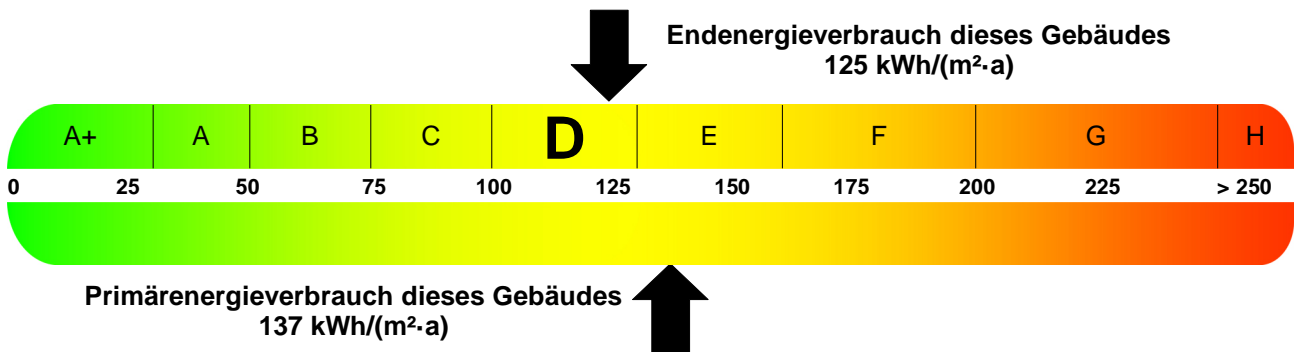 Endenergieverbrauch dieses Gebäudes
125 kWh/(m²·a)
A+ A B C D E F G H
0 25 50 75 100 125 150 175 200 225 > 250
Primärenergieverbrauch dieses Gebäudes
137 kWh/(m²·a)